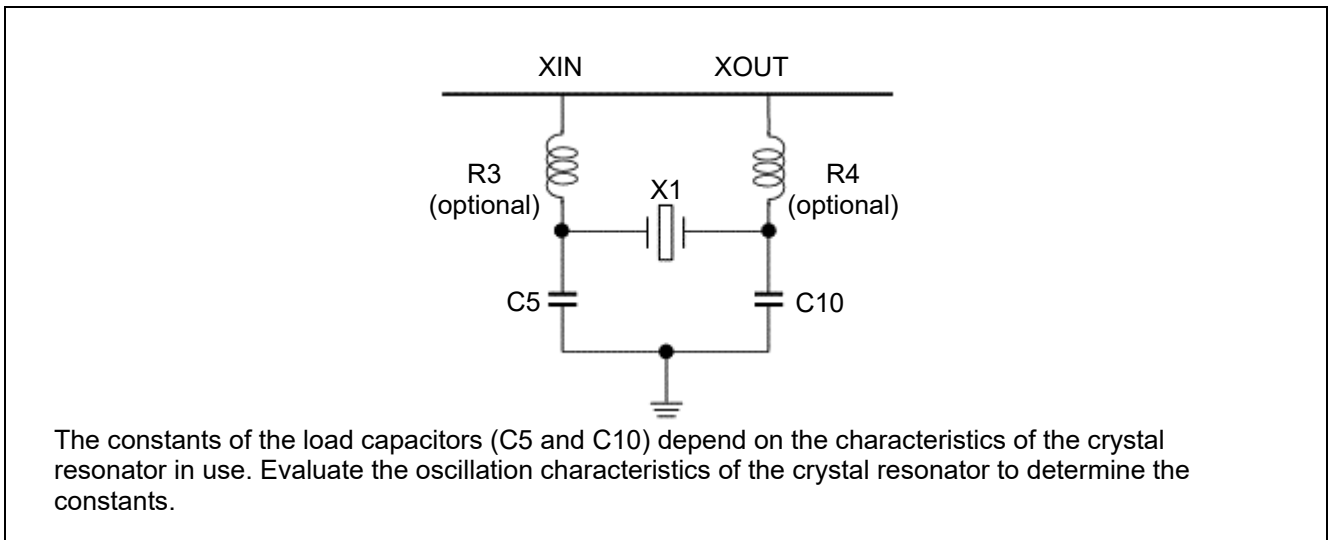 XIN XOUT
R3
(optional)
X1
R4
(optional)
C5 C10
The constants of the load capacitors (C5 and C10) depend on the characteristics of the crystal
resonator in use. Evaluate the oscillation characteristics of the crystal resonator to determine the
constants.